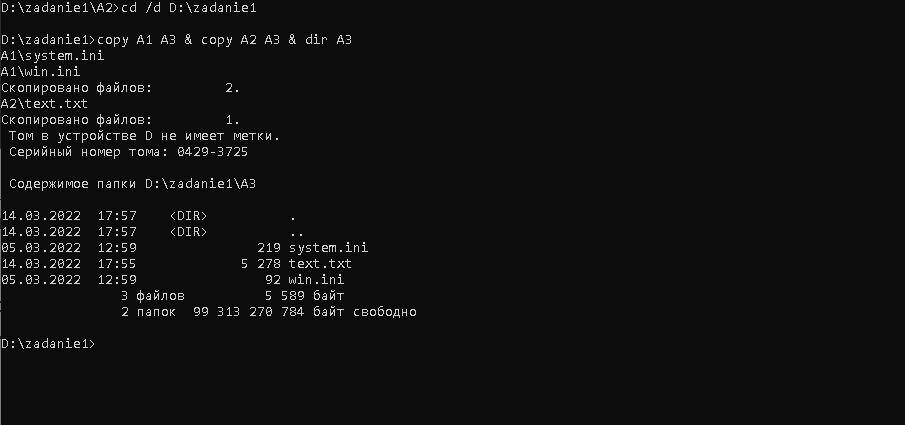 D:\zadanie1\A2>cd /d D:\zadanie1
D:\zadanie1>copy A1 A3 & copy A2 A3 & dir A3
A1\system.ini
A1\win.ini
Скопировано файлов:         2.
A2\text.txt
Скопировано файлов:         1.
 Том в устройстве D не имеет метки.
 Серийный номер тома: 0429-3725
 Содержимое папки D:\zadanie1\A3
14.03.2022  17:57    <DIR>          .
14.03.2022  17:57    <DIR>          ..
05.03.2022  12:59               219 system.ini
14.03.2022  17:55             5 278 text.txt
05.03.2022  12:59                92 win.ini
               3 файлов          5 589 байт
               2 папок  99 313 270 784 байт свободно
D:\zadanie1>